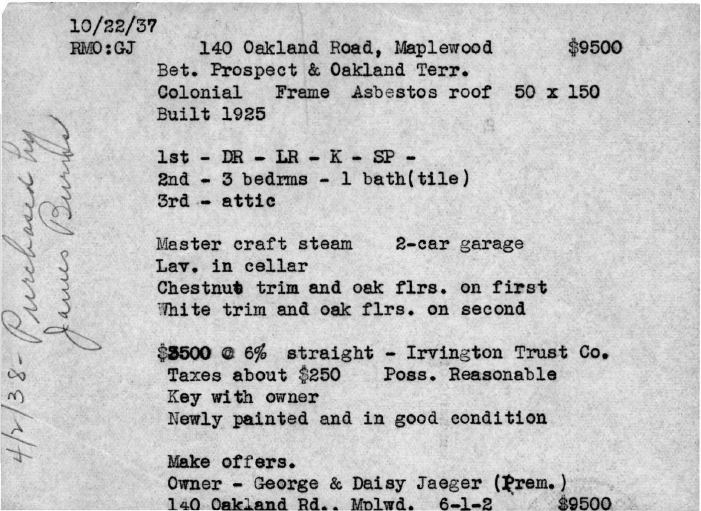 10/22/37
RMO:GJ 140 Oakland Road, Maplewood $9500
Bet. Prospect & Oakland Terr.
Colonial Frame Asbestos roof 50 x 150
Built 1925
1st - DR - LR - K - SP -
2nd - 3 bedrms - 1 bath(tile)
3rd - attic
Master craft steam 2-car garage
Lav. in cellar
Chestnut trim and oak flrs. on first
White trim and oak flrs. on second
$3500 @ 6% straight - Irvington Trust Co.
Taxes about $250 Poss. Reasonable
Key with owner
Newly painted and in good condition
Make offers.
Owner - George & Daisy Jaeger (Prem.)
140 Oakland Rd., Mplwd. 6-1-2 $9500
4/2/38 - Purchased by
James Burke